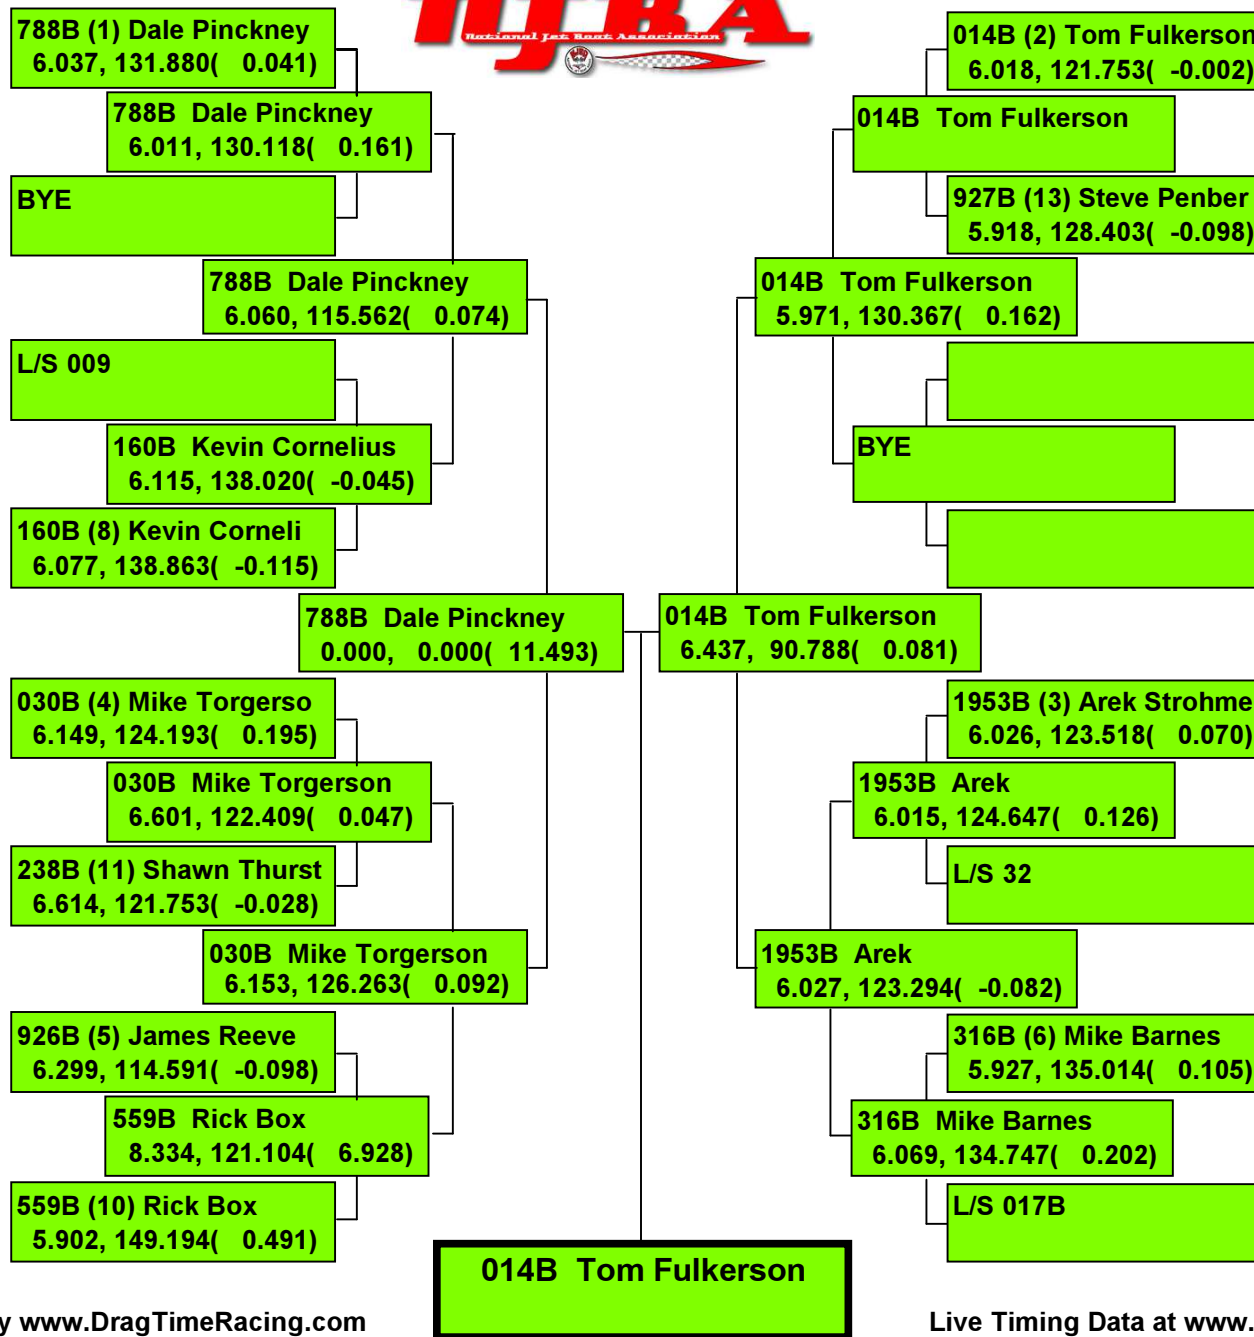 NJBA
National Jet Boat Association
788B (1) Dale Pinckney
6.037, 131.880( 0.041)
788B Dale Pinckney
6.011, 130.118( 0.161)
BYE
788B Dale Pinckney
6.060, 115.562( 0.074)
L/S 009
160B Kevin Cornelius
6.115, 138.020( -0.045)
160B (8) Kevin Corneli
6.077, 138.863( -0.115)
788B Dale Pinckney
0.000, 0.000( 11.493)
030B (4) Mike Torgerso
6.149, 124.193( 0.195)
030B Mike Torgerson
6.601, 122.409( 0.047)
238B (11) Shawn Thurst
6.614, 121.753( -0.028)
030B Mike Torgerson
6.153, 126.263( 0.092)
926B (5) James Reeve
6.299, 114.591( -0.098)
559B Rick Box
8.334, 121.104( 6.928)
559B (10) Rick Box
5.902, 149.194( 0.491)
014B (2) Tom Fulkerson
6.018, 121.753( -0.002)
014B Tom Fulkerson
927B (13) Steve Penber
5.918, 128.403( -0.098)
014B Tom Fulkerson
5.971, 130.367( 0.162)
BYE
014B Tom Fulkerson
6.437, 90.788( 0.081)
1953B (3) Arek Strohme
6.026, 123.518( 0.070)
1953B Arek
6.015, 124.647( 0.126)
L/S 32
1953B Arek
6.027, 123.294( -0.082)
316B (6) Mike Barnes
5.927, 135.014( 0.105)
316B Mike Barnes
6.069, 134.747( 0.202)
L/S 017B
014B Tom Fulkerson
y www.DragTimeRacing.com
Live Timing Data at www.